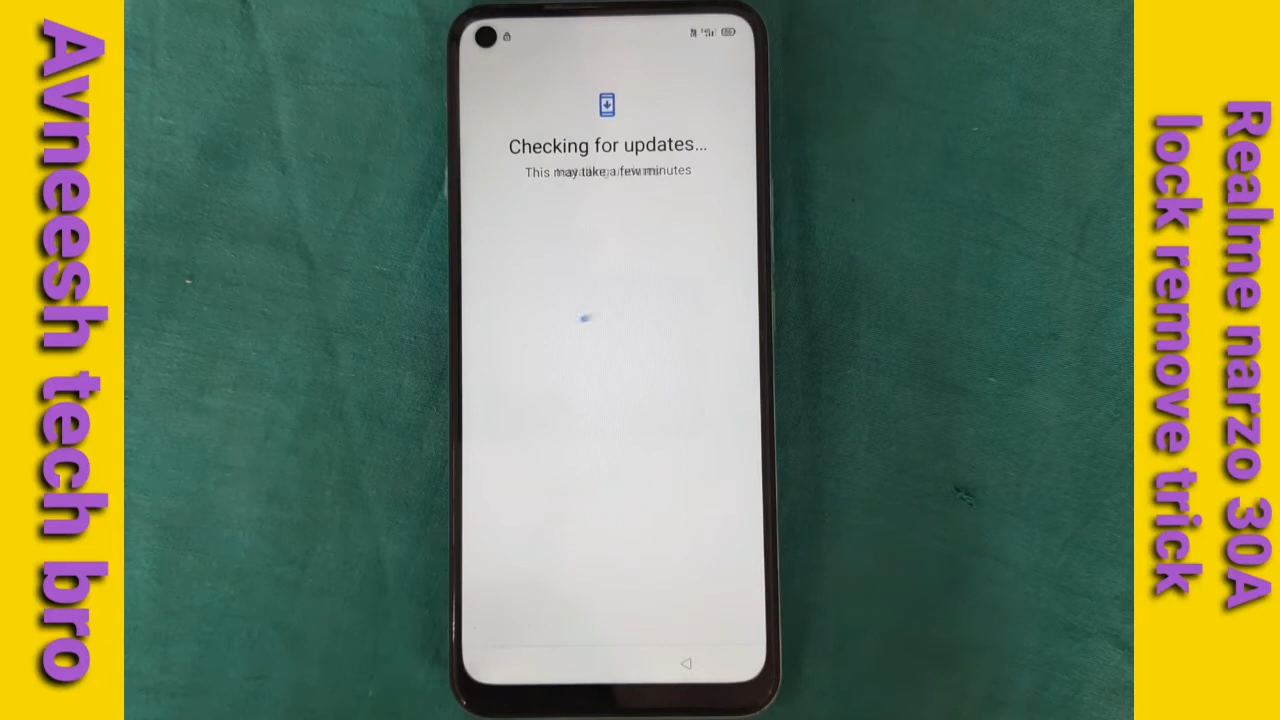 Avneesh tech bro
Checking for updates...
This may take a few minutes
Realme narzo 30A
lock remove trick